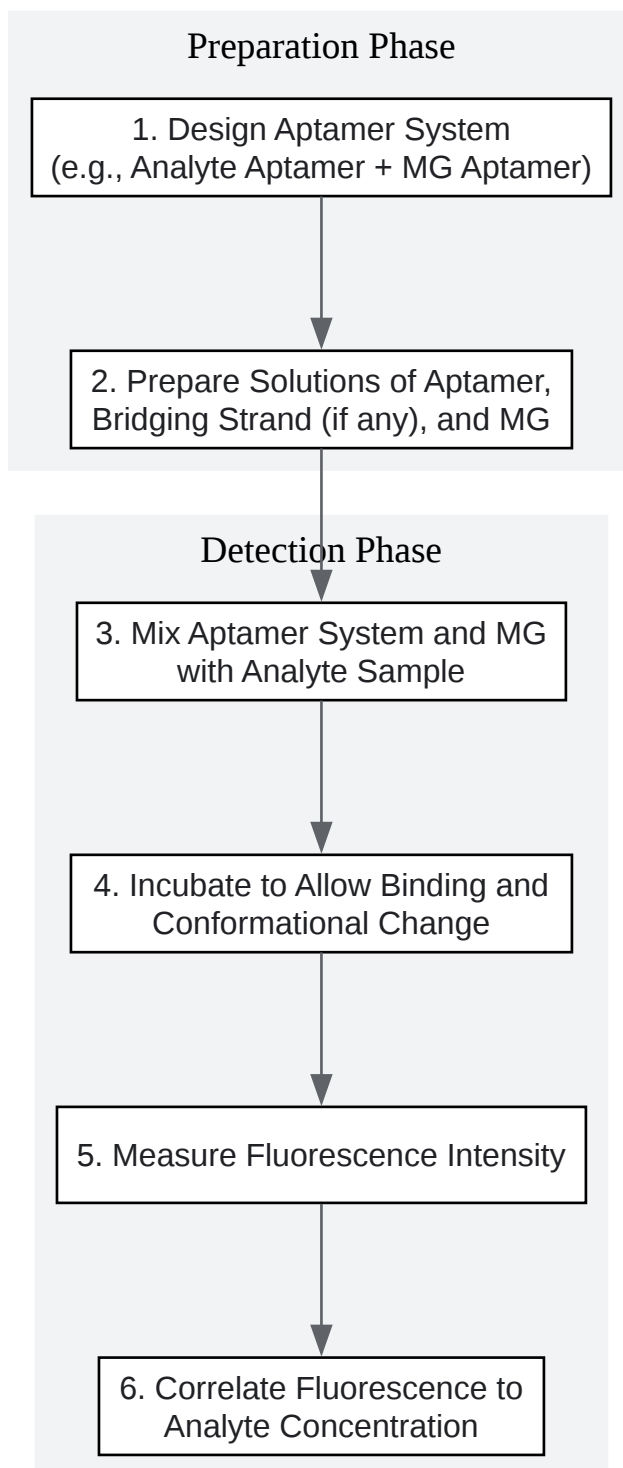 Preparation Phase
1. Design Aptamer System
(e.g., Analyte Aptamer + MG Aptamer)
2. Prepare Solutions of Aptamer,
Bridging Strand (if any), and MG
Detection Phase
3. Mix Aptamer System and MG
with Analyte Sample
4. Incubate to Allow Binding and
Conformational Change
5. Measure Fluorescence Intensity
6. Correlate Fluorescence to
Analyte Concentration